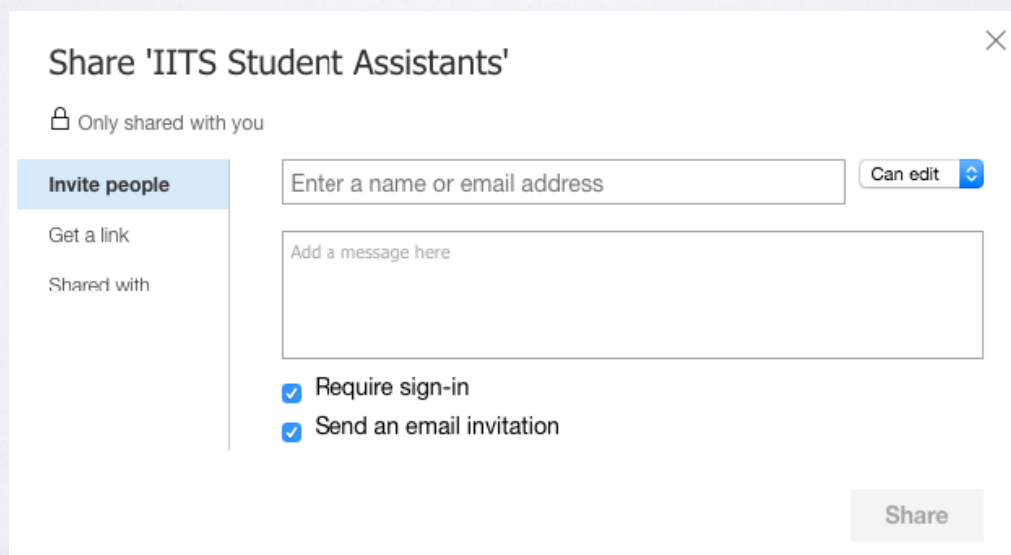 Share 'IITS Student Assistants'
Only shared with you
Invite people
Get a link
Shared with
Enter a name or email address
Can edit
Add a message here
Require sign-in
Send an email invitation
Share